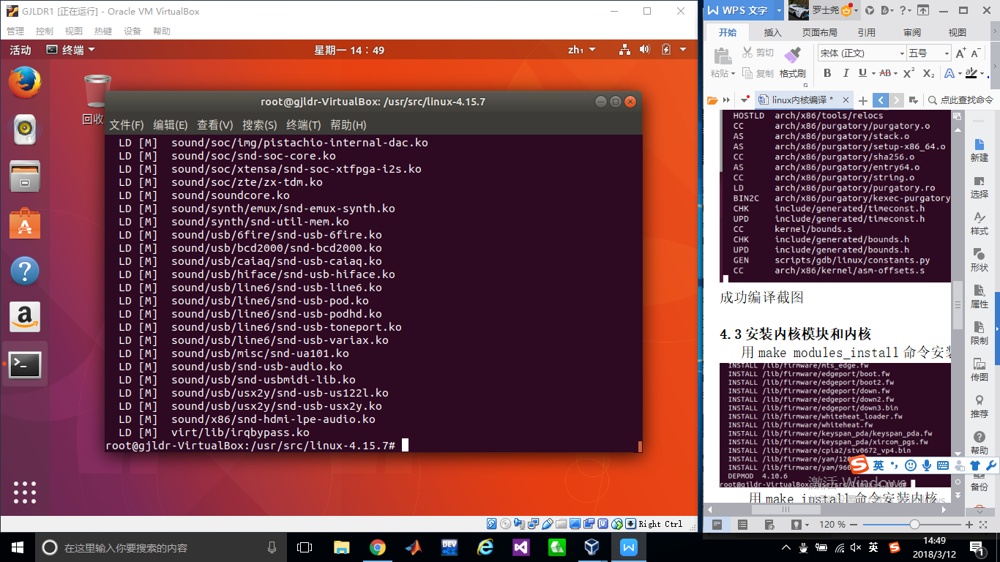 GJLDR1 [正在运行] - Oracle VM VirtualBox
管理 控制 视图 热键 设备 帮助
活动 终端 星期一 14：49 zh₁
回收
root@gjldr-VirtualBox: /usr/src/linux-4.15.7
文件(F) 编辑(E) 查看(V) 搜索(S) 终端(T) 帮助(H)
LD [M] sound/soc/img/pistachio-internal-dac.ko
LD [M] sound/soc/snd-soc-core.ko
LD [M] sound/soc/xtensa/snd-soc-xtfpga-i2s.ko
LD [M] sound/soc/zte/zx-tdm.ko
LD [M] sound/soundcore.ko
LD [M] sound/synth/emux/snd-emux-synth.ko
LD [M] sound/synth/snd-util-mem.ko
LD [M] sound/usb/6fire/snd-usb-6fire.ko
LD [M] sound/usb/bcd2000/snd-bcd2000.ko
LD [M] sound/usb/caiaq/snd-usb-caiaq.ko
LD [M] sound/usb/hiface/snd-usb-hiface.ko
LD [M] sound/usb/line6/snd-usb-line6.ko
LD [M] sound/usb/line6/snd-usb-pod.ko
LD [M] sound/usb/line6/snd-usb-podhd.ko
LD [M] sound/usb/line6/snd-usb-toneport.ko
LD [M] sound/usb/line6/snd-usb-variax.ko
LD [M] sound/usb/misc/snd-ua101.ko
LD [M] sound/usb/snd-usb-audio.ko
LD [M] sound/usb/snd-usbmidi-lib.ko
LD [M] sound/usb/usx2y/snd-usb-us122l.ko
LD [M] sound/usb/usx2y/snd-usb-usx2y.ko
LD [M] sound/x86/snd-hdmi-lpe-audio.ko
LD [M] virt/lib/irqbypass.ko
root@gjldr-VirtualBox:/usr/src/linux-4.15.7#
Right Ctrl
WPS 文字 罗士尧
开始 插入 页面布局 引用 审阅 视图
粘贴 剪切 复制 格式刷
宋体 (正文) 五号
B I U AB X² X₂ A
linux内核编译 * 点此查找命令
HOSTLD arch/x86/tools/relocs
CC arch/x86/purgatory/purgatory.o
AS arch/x86/purgatory/stack.o
AS arch/x86/purgatory/setup-x86_64.o
CC arch/x86/purgatory/sha256.o
AS arch/x86/purgatory/entry64.o
CC arch/x86/purgatory/string.o
LD arch/x86/purgatory/purgatory.ro
BIN2C arch/x86/purgatory/kexec-purgatory
CHK include/generated/timeconst.h
UPD include/generated/timeconst.h
CC kernel/bounds.s
CHK include/generated/bounds.h
UPD include/generated/bounds.h
GEN scripts/gdb/linux/constants.py
CC arch/x86/kernel/asm-offsets.s
成功编译截图
4.3 安装内核模块和内核
用 make modules_install 命令安装
INSTALL /lib/firmware/mts_edge.fw
INSTALL /lib/firmware/edgeport/boot.fw
INSTALL /lib/firmware/edgeport/boot2.fw
INSTALL /lib/firmware/edgeport/down.fw
INSTALL /lib/firmware/edgeport/down2.fw
INSTALL /lib/firmware/edgeport/down3.bin
INSTALL /lib/firmware/whiteheat_loader.fw
INSTALL /lib/firmware/whiteheat.fw
INSTALL /lib/firmware/keyspan_pda/keyspan_pda.fw
INSTALL /lib/firmware/keyspan_pda/xircom_pgs.fw
INSTALL /lib/firmware/cpia2/stv0672_vp4.bin
INSTALL /lib/firmware/yam/120
INSTALL /lib/firmware/yam/960
DEPMOD 4.10.6
root@gjldr-VirtualBox:/usr/src/linux-4.10.6#
激活 Windows
用 make install 命令安装内核
新建
选择
样式
形状
属性
限制
传图
推荐
帮助
备份
英
120 %
在这里输入你要搜索的内容
DEV
英
14:49
2018/3/12
1